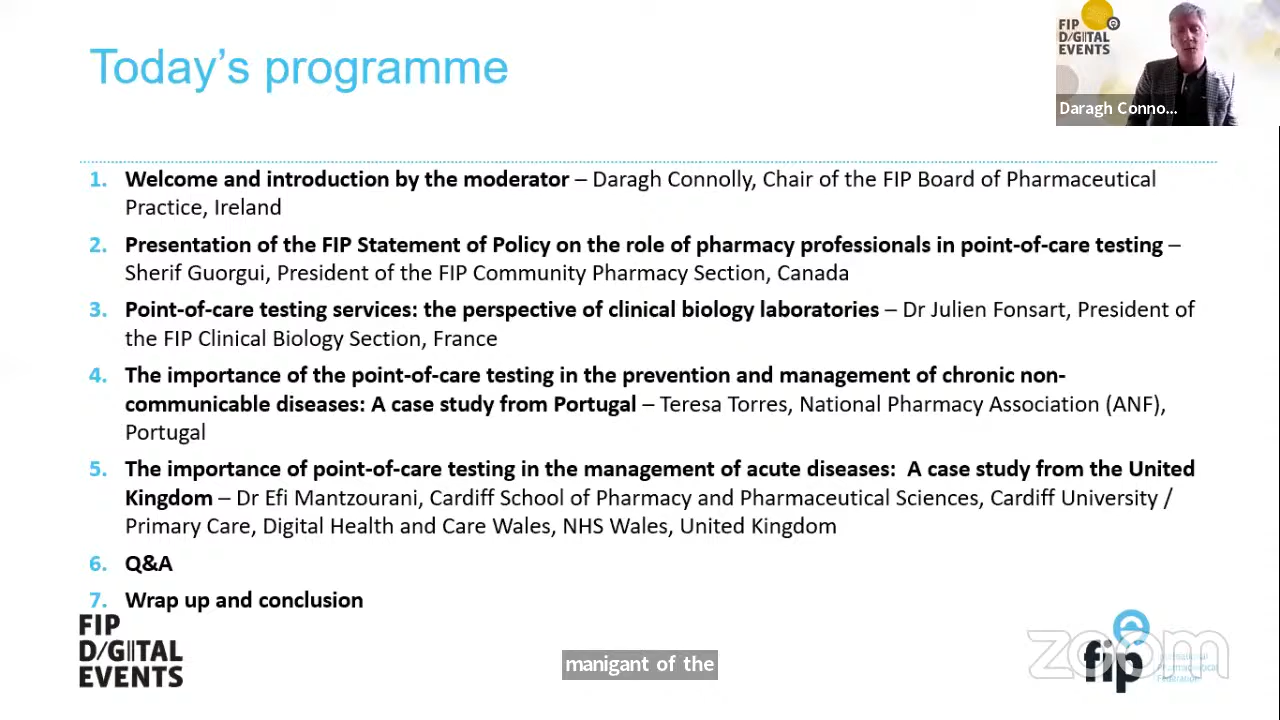 Today's programme
FIP
D/GITAL
EVENTS
Daragh Conno...
1. Welcome and introduction by the moderator – Daragh Connolly, Chair of the FIP Board of Pharmaceutical
Practice, Ireland
2. Presentation of the FIP Statement of Policy on the role of pharmacy professionals in point-of-care testing –
Sherif Guorgui, President of the FIP Community Pharmacy Section, Canada
3. Point-of-care testing services: the perspective of clinical biology laboratories – Dr Julien Fonsart, President of
the FIP Clinical Biology Section, France
4. The importance of the point-of-care testing in the prevention and management of chronic non-
communicable diseases: A case study from Portugal – Teresa Torres, National Pharmacy Association (ANF),
Portugal
5. The importance of point-of-care testing in the management of acute diseases:  A case study from the United
Kingdom – Dr Efi Mantzourani, Cardiff School of Pharmacy and Pharmaceutical Sciences, Cardiff University /
Primary Care, Digital Health and Care Wales, NHS Wales, United Kingdom
6. Q&A
7. Wrap up and conclusion
FIP
D/GITAL
EVENTS
manigant of the
zoom
fip
International
Pharmaceutical
Federation